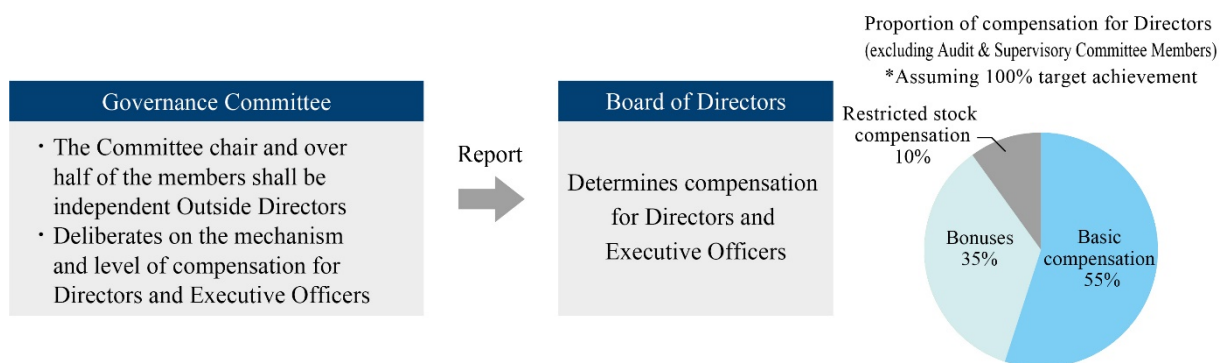 Governance Committee
・The Committee chair and over
half of the members shall be
independent Outside Directors
・Deliberates on the mechanism
and level of compensation for
Directors and Executive Officers
Report
Board of Directors
Determines compensation
for Directors and
Executive Officers
Proportion of compensation for Directors
(excluding Audit & Supervisory Committee Members)
*Assuming 100% target achievement
Restricted stock
compensation
10%
Bonuses
35%
Basic
compensation
55%